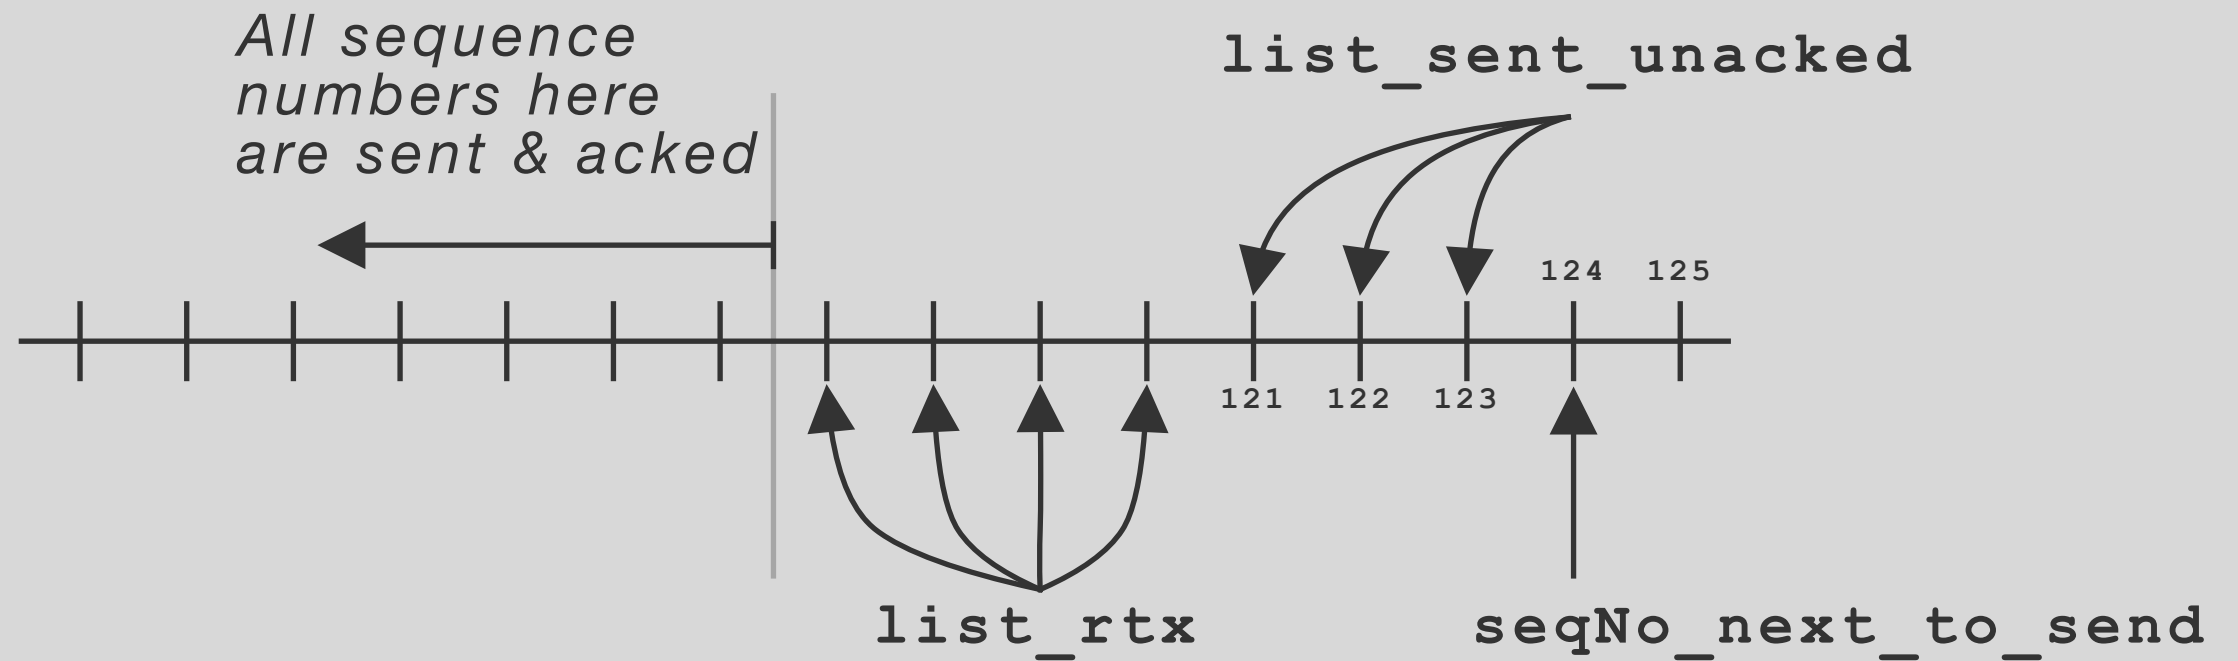 All sequence
numbers here
are sent & acked
list_sent_unacked
124 125
121 122 123
list_rtx
seqNo_next_to_send